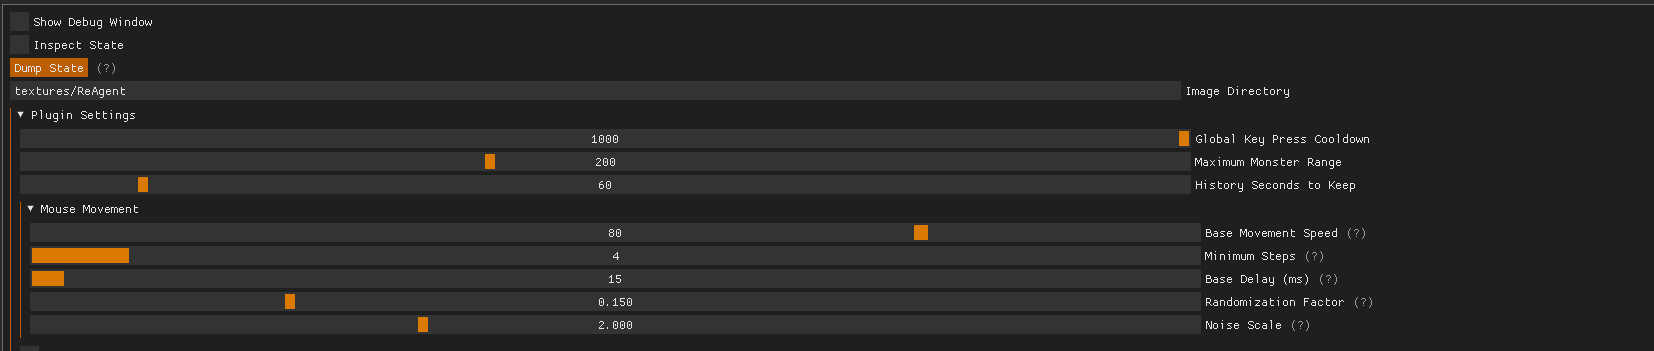 Show Debug Window
Inspect State
Dump State (?)
textures/ReAgent Image Directory
Plugin Settings
1000 Global Key Press Cooldown
200 Maximum Monster Range
60 History Seconds to Keep
Mouse Movement
80 Base Movement Speed (?)
4 Minimum Steps (?)
15 Base Delay (ms) (?)
0.150 Randomization Factor (?)
2.000 Noise Scale (?)